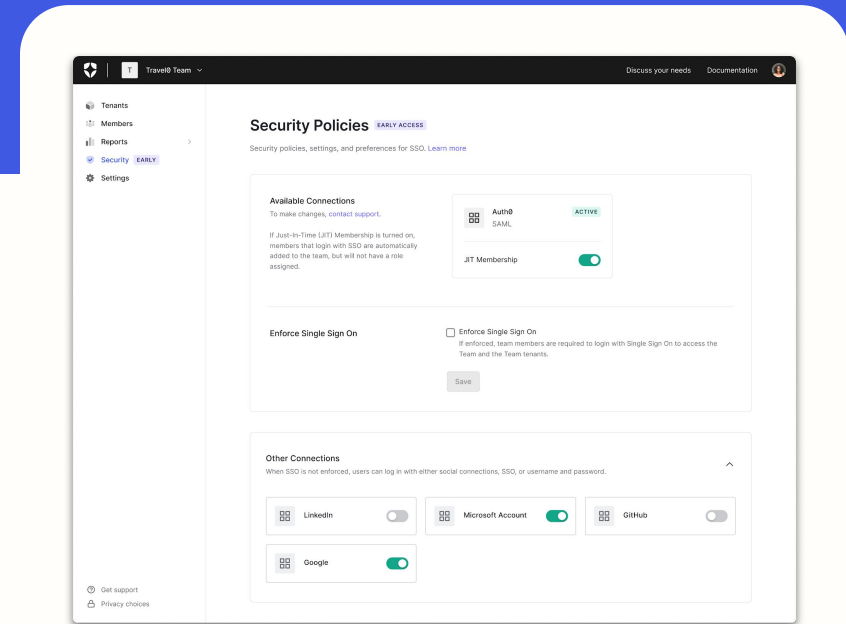 T Travel0 Team
Discuss your needs Documentation
Tenants
Members
Reports
Security EARLY
Settings
Security Policies EARLY ACCESS
Security policies, settings, and preferences for SSO. Learn more
Available Connections
To make changes, contact support.
If Just-In-Time (JIT) Membership is turned on,
members that login with SSO are automatically
added to the team, but will not have a role
assigned.
Auth0 ACTIVE
SAML
JIT Membership
Enforce Single Sign On
Enforce Single Sign On
If enforced, team members are required to login with Single Sign On to access the
Team and the Team tenants.
Save
Other Connections
When SSO is not enforced, users can log in with either social connections, SSO, or username and password.
LinkedIn
Microsoft Account
GitHub
Google
Get support
Privacy choices